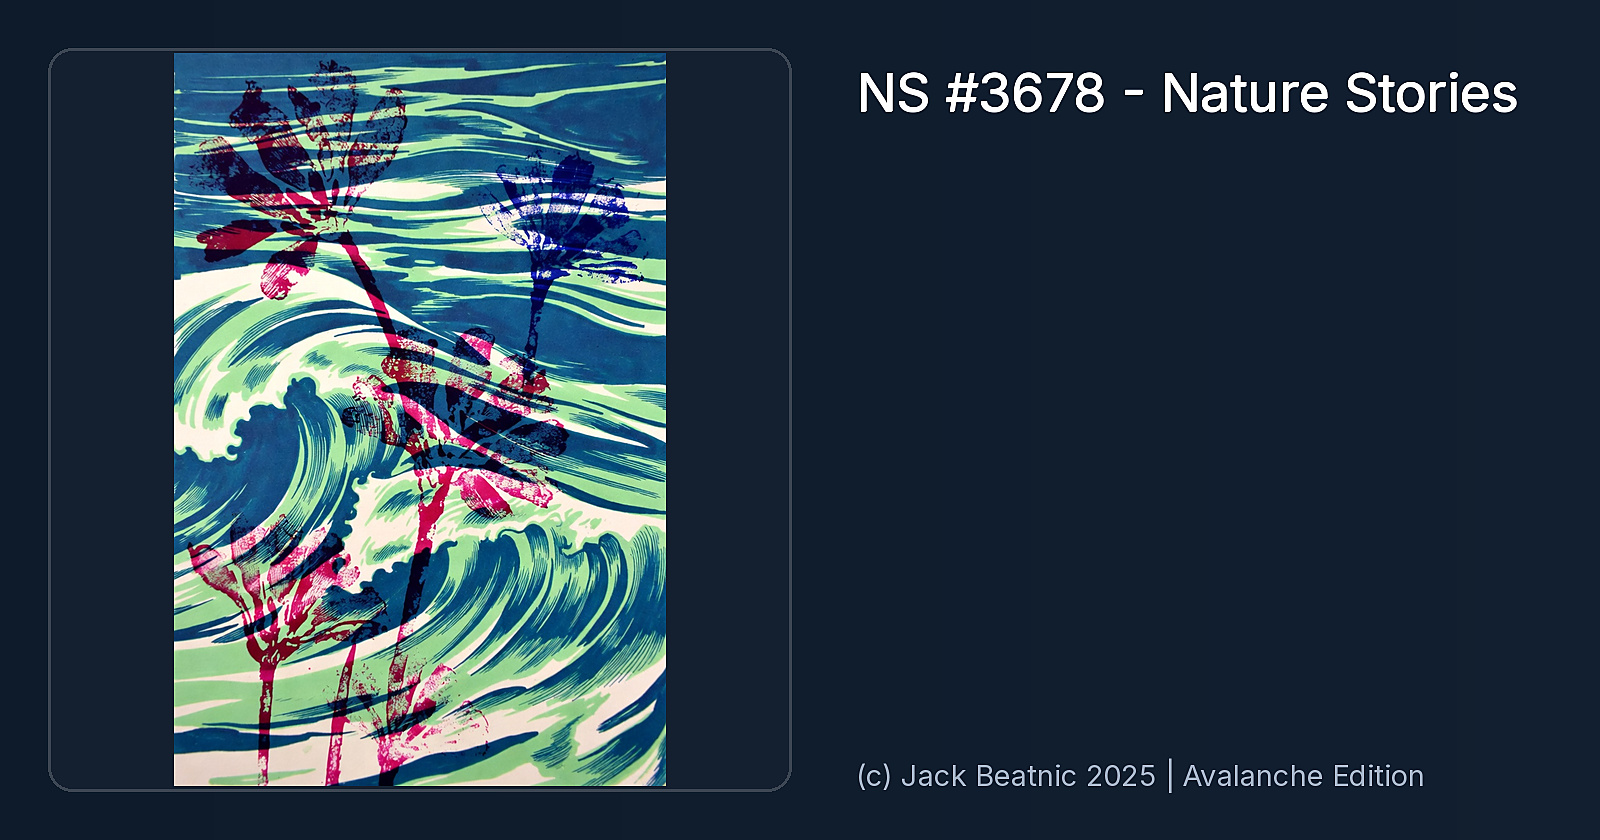 NS #3678 - Nature Stories
(c) Jack Beatnic 2025 | Avalanche Edition